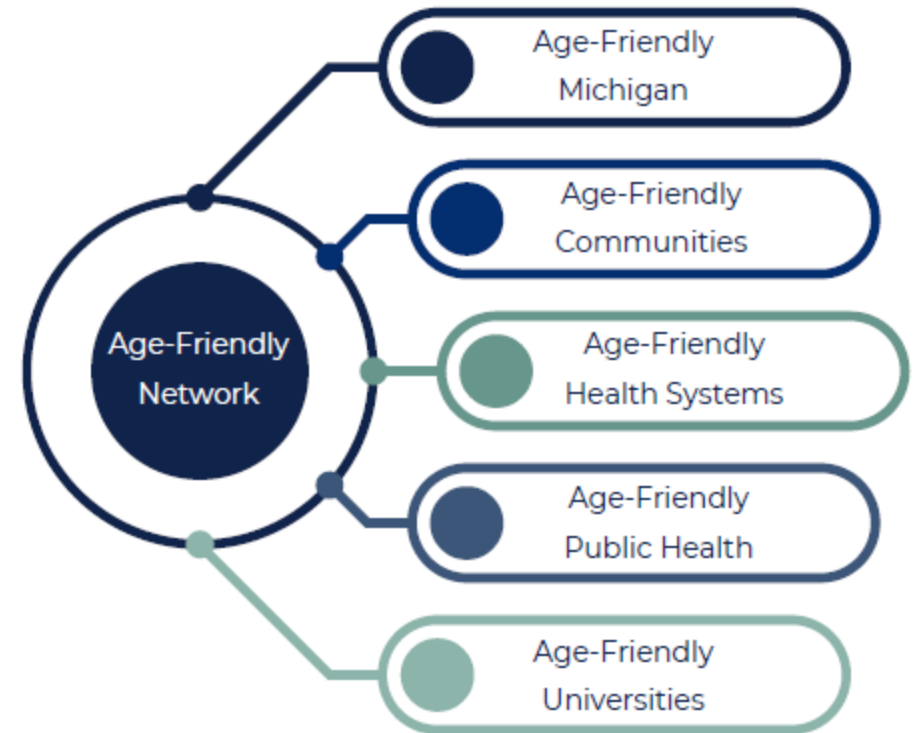 Age-Friendly
Michigan
Age-Friendly
Communities
Age-Friendly
Network
Age-Friendly
Health Systems
Age-Friendly
Public Health
Age-Friendly
Universities